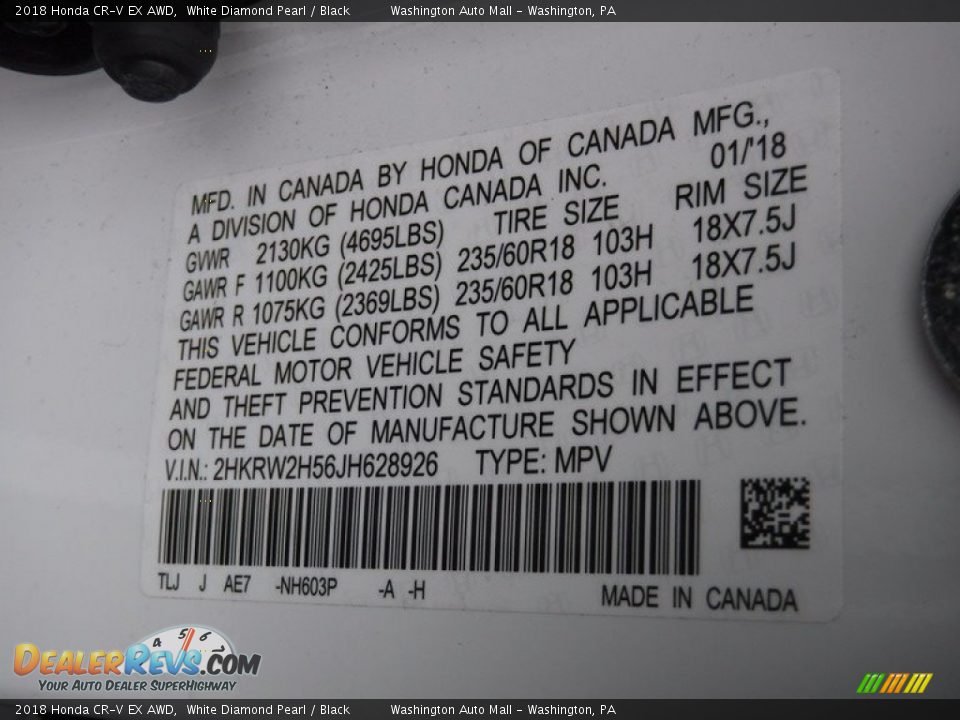 2018 Honda CR-V EX AWD, White Diamond Pearl / Black Washington Auto Mall - Washington, PA
MFD. IN CANADA BY HONDA OF CANADA MFG.,
A DIVISION OF HONDA CANADA INC. 01/'18
GVWR 2130KG (4695LBS) TIRE SIZE RIM SIZE
GAWR F 1100KG (2425LBS) 235/60R18 103H 18X7.5J
GAWR R 1075KG (2369LBS) 235/60R18 103H 18X7.5J
THIS VEHICLE CONFORMS TO ALL APPLICABLE
FEDERAL MOTOR VEHICLE SAFETY
AND THEFT PREVENTION STANDARDS IN EFFECT
ON THE DATE OF MANUFACTURE SHOWN ABOVE.
V.I.N.: 2HKRW2H56JH628926 TYPE: MPV
TLJ J AE7 -NH603P -A -H
MADE IN CANADA
4 5 6
DEALERREVS.COM
YOUR AUTO DEALER SUPERHIGHWAY
2018 Honda CR-V EX AWD, White Diamond Pearl / Black Washington Auto Mall - Washington, PA